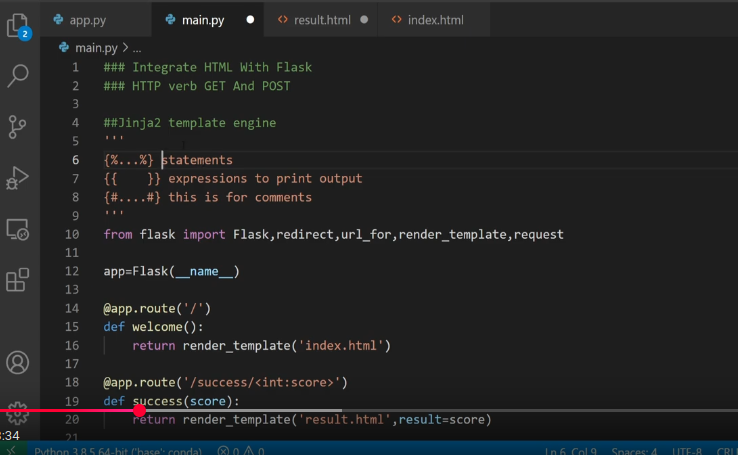 app.py main.py result.html index.html
2
main.py > ...
1 ### Integrate HTML With Flask
2 ### HTTP verb GET And POST
3
4 ##Jinja2 template engine
5 '''
6 {%...%} statements
7 {{    }} expressions to print output
8 {#....#} this is for comments
9 '''
10 from flask import Flask,redirect,url_for,render_template,request
11
12 app=Flask(__name__)
13
14 @app.route('/')
15 def welcome():
16     return render_template('index.html')
17
18 @app.route('/success/<int:score>')
19 def success(score):
20     return render_template('result.html',result=score)
21
:34
Python 3.8.5 64-bit ('base': conda) 0 0 Ln 6, Col 9 Spaces: 4 UTF-8